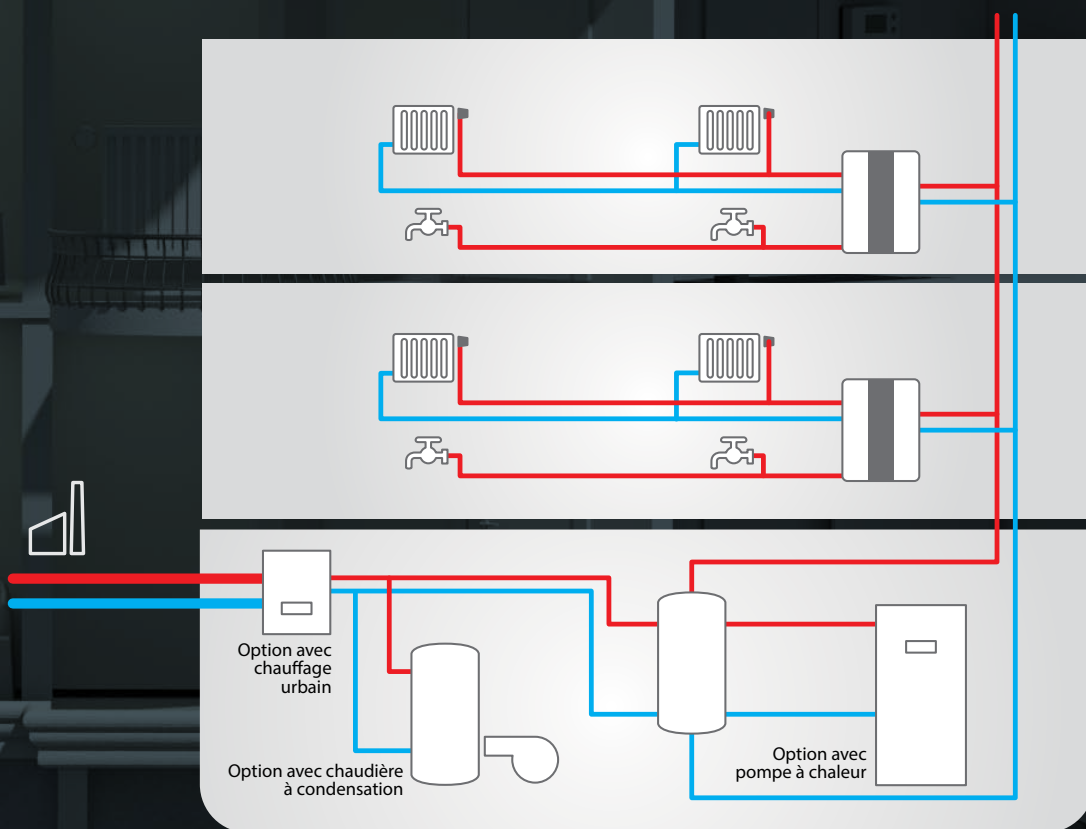 Option avec
chauffage
urbain
Option avec chaudière
à condensation
Option avec
pompe à chaleur